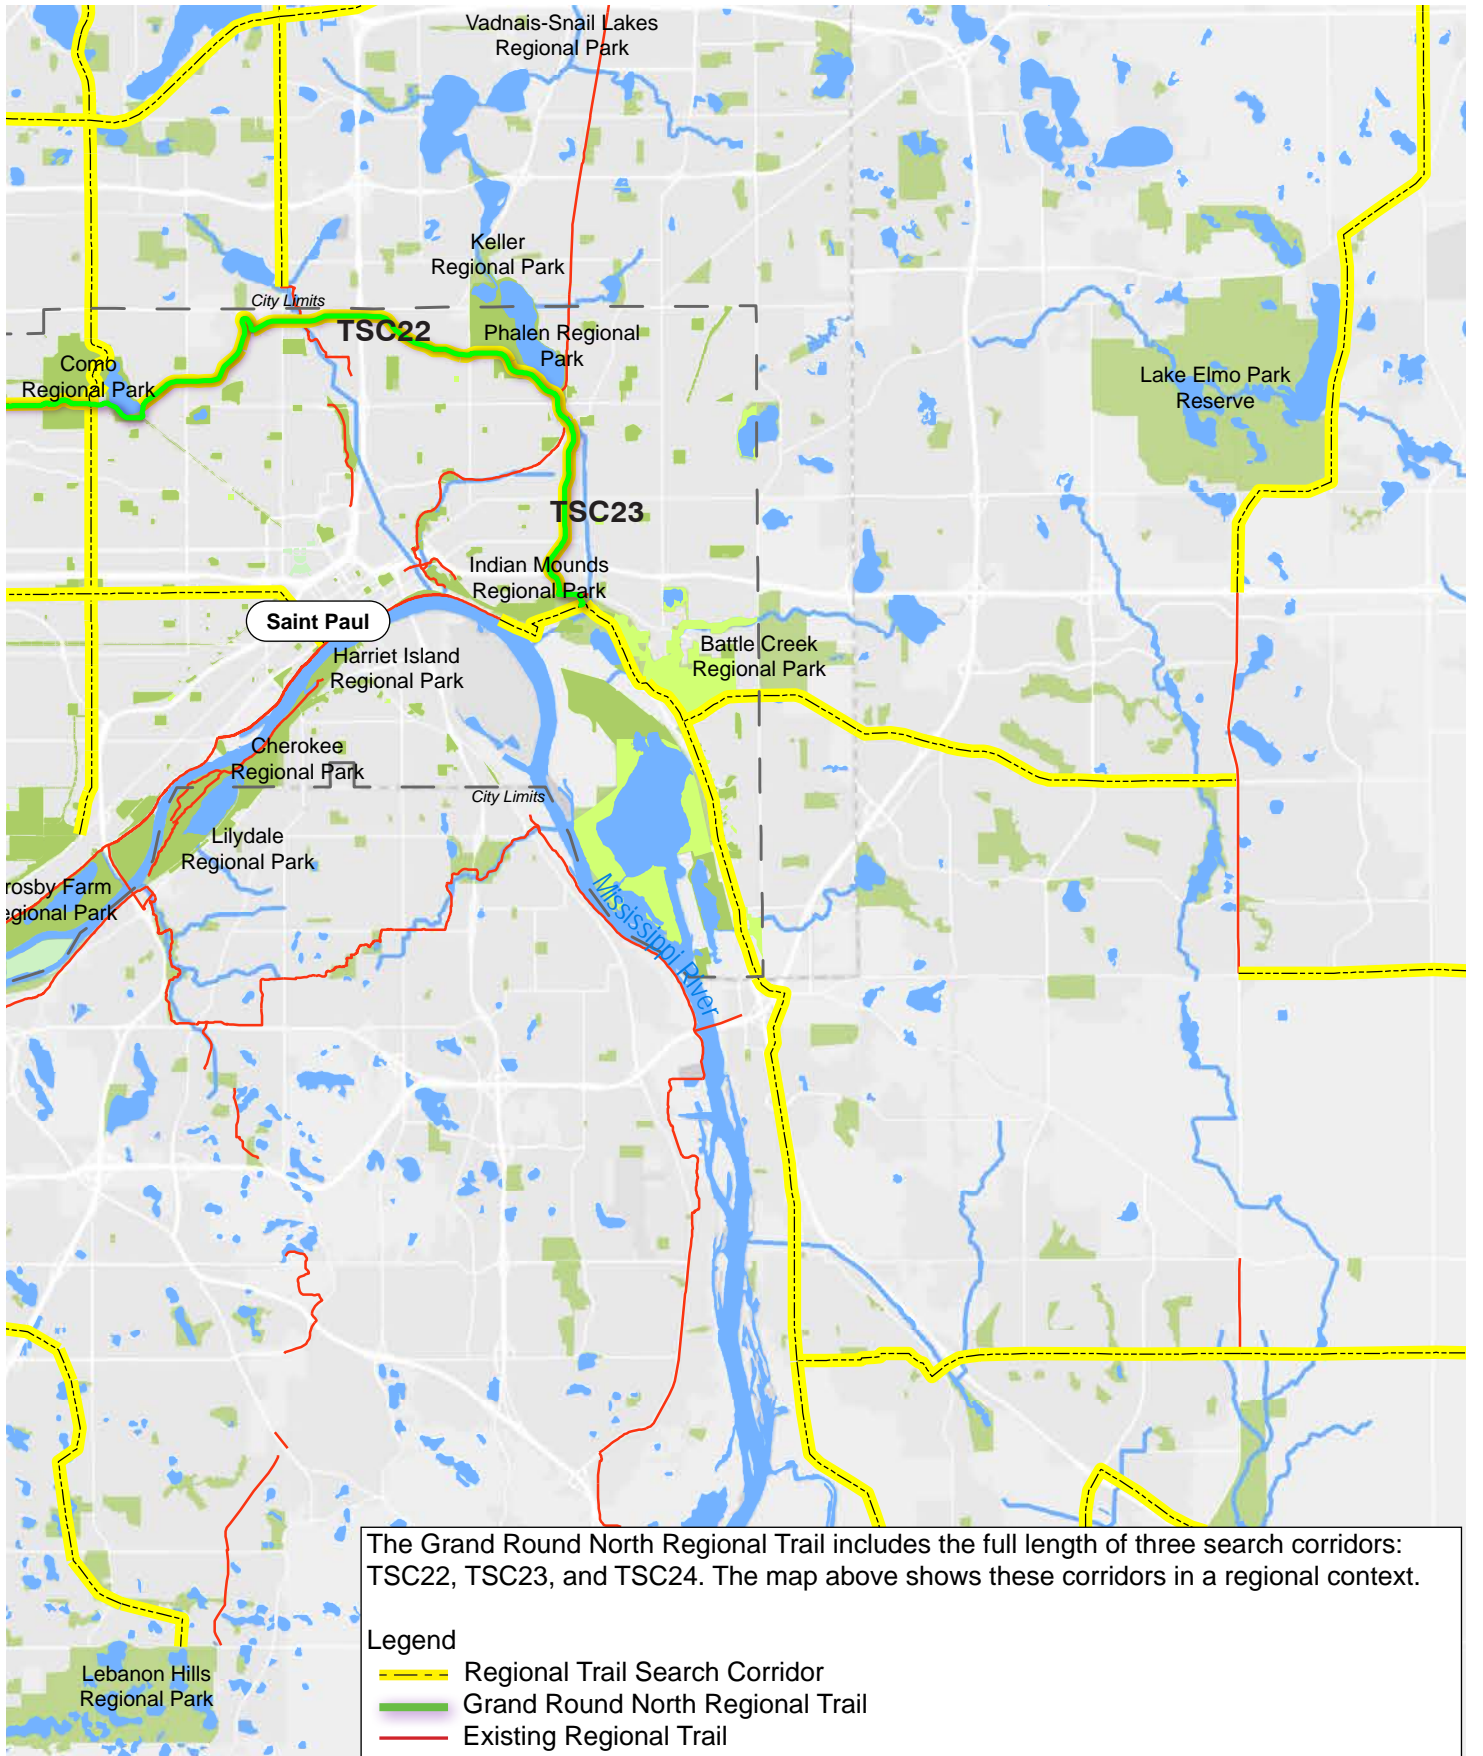 Vadnais-Snail Lakes
Regional Park
Keller
Regional Park
City Limits
TSC22
Phalen Regional
Park
Como
Regional Park
Lake Elmo Park
Reserve
TSC23
Indian Mounds
Regional Park
Saint Paul
Battle Creek
Regional Park
Harriet Island
Regional Park
Cherokee
Regional Park
City Limits
Lilydale
Regional Park
rosby Farm
egional Park
Mississippi River
The Grand Round North Regional Trail includes the full length of three search corridors:
TSC22, TSC23, and TSC24. The map above shows these corridors in a regional context.
Legend
Regional Trail Search Corridor
Grand Round North Regional Trail
Existing Regional Trail
Lebanon Hills
Regional Park